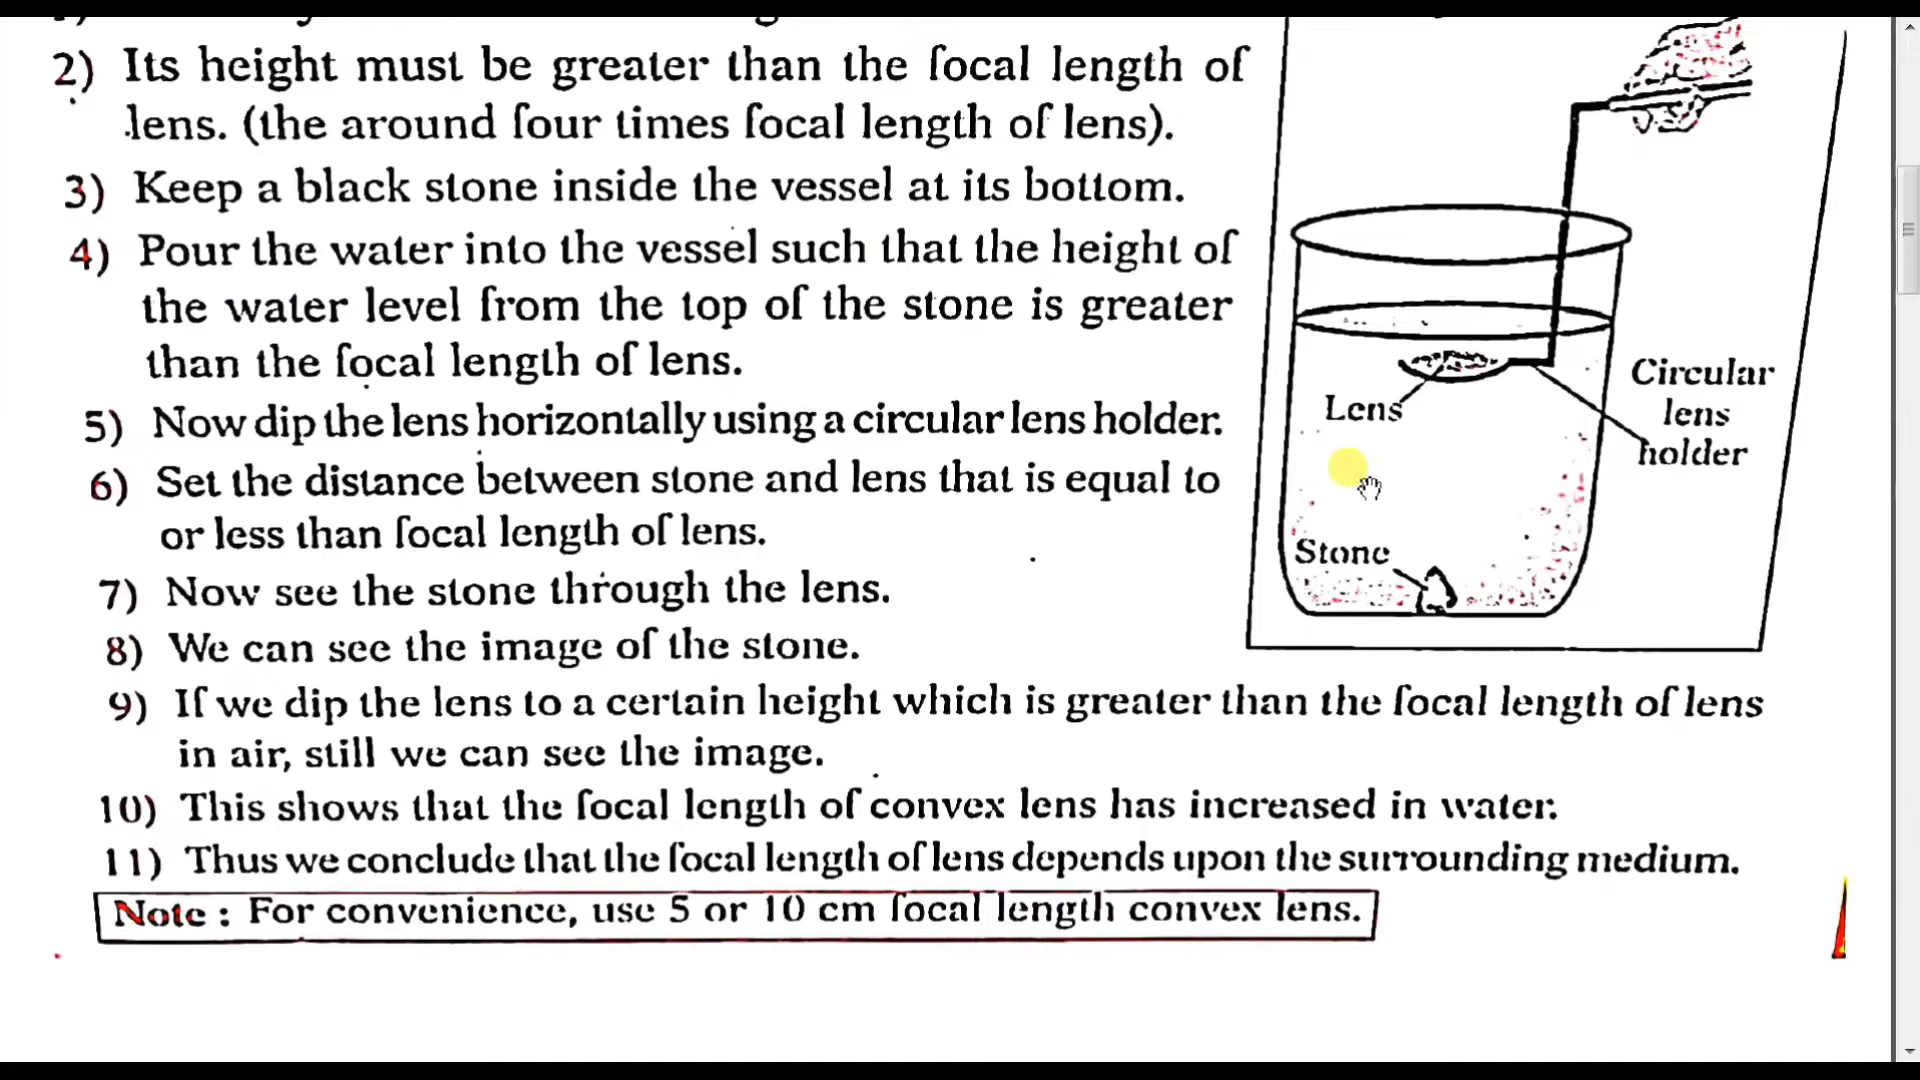 2) Its height must be greater than the focal length of
lens. (the around four times focal length of lens).
3) Keep a black stone inside the vessel at its bottom.
4) Pour the water into the vessel such that the height of
the water level from the top of the stone is greater
than the focal length of lens.
5) Now dip the lens horizontally using a circular lens holder.
6) Set the distance between stone and lens that is equal to
or less than focal length of lens.
7) Now see the stone through the lens.
8) We can see the image of the stone.
9) If we dip the lens to a certain height which is greater than the focal length of lens
in air, still we can see the image.
10) This shows that the focal length of convex lens has increased in water.
11) Thus we conclude that the focal length of lens depends upon the surrounding medium.
Note : For convenience, use 5 or 10 cm focal length convex lens.
Lens
Circular
lens
holder
Stone